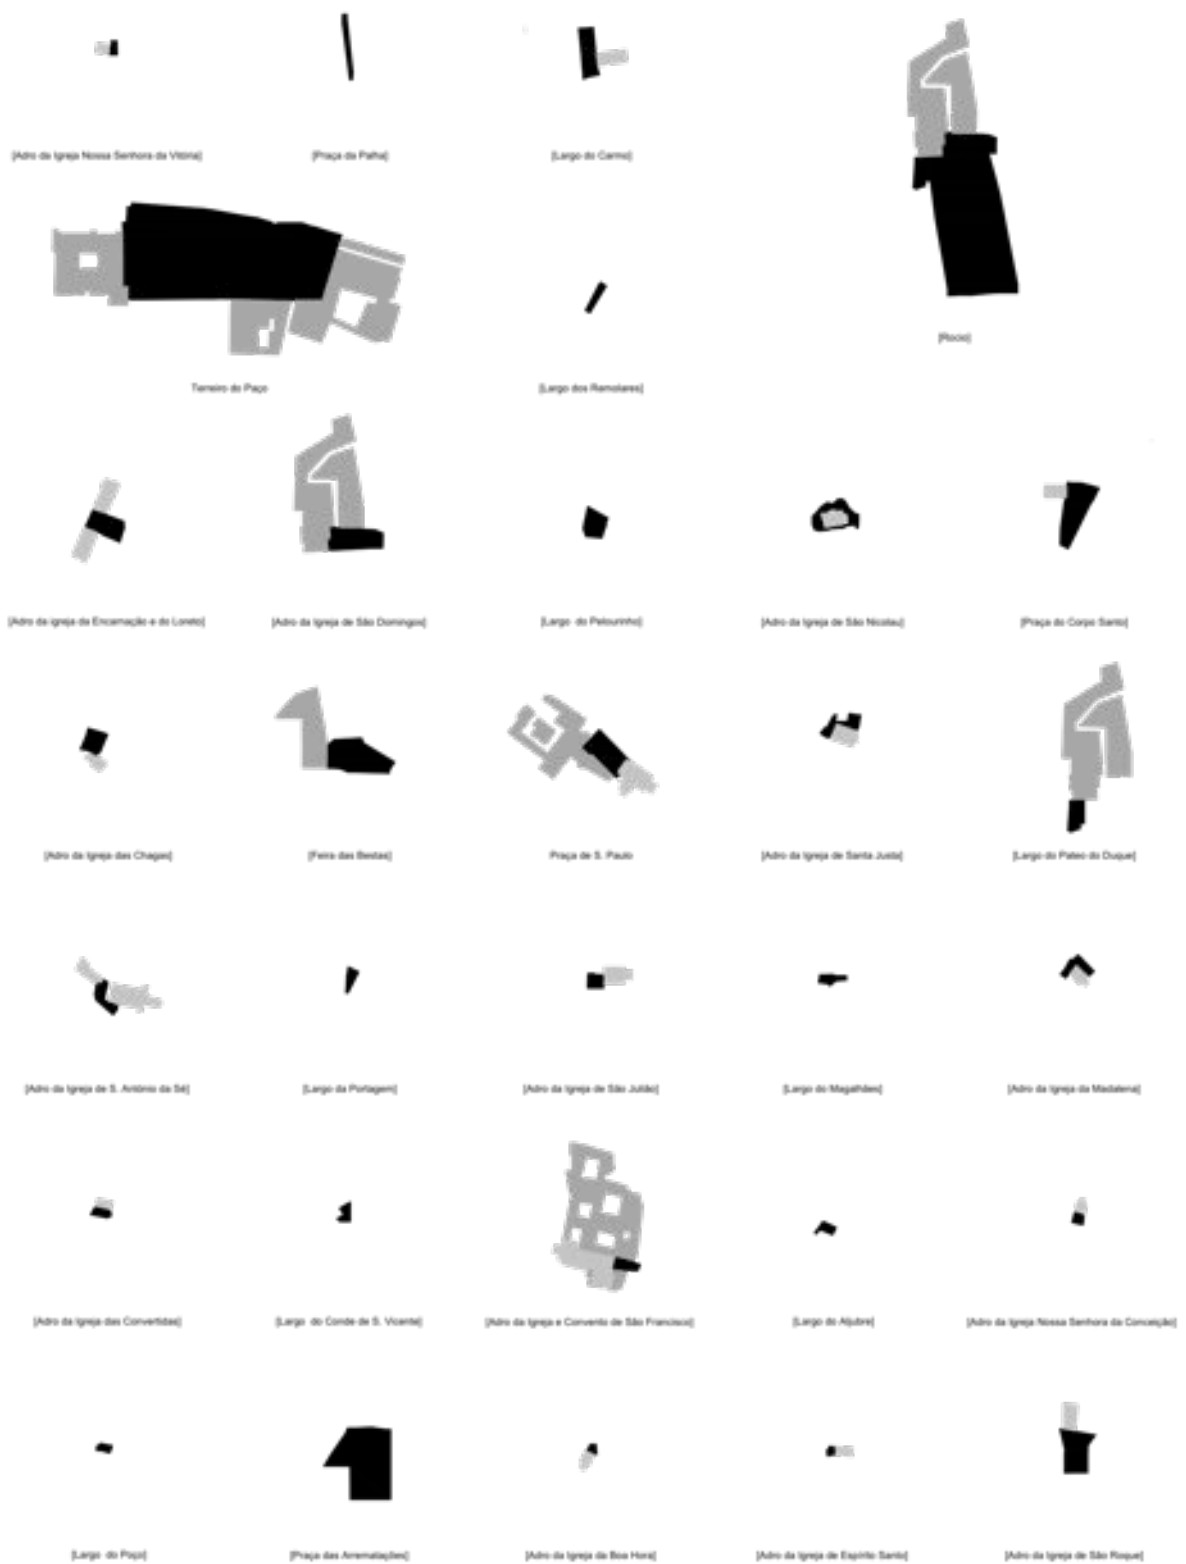 [Adro da Igreja Nossa Senhora da Vitória]
[Praça da Palha]
[Largo do Carmo]
[Rocio]
Terreiro do Paço
[Largo dos Remolares]
[Adro da igreja da Encarnação e do Loreto]
[Adro da Igreja de São Domingos]
[Largo do Pelourinho]
[Adro da Igreja de São Nicolau]
[Praça do Corpo Santo]
[Adro da Igreja das Chagas]
[Feira das Bestas]
Praça de S. Paulo
[Adro da Igreja de Santa Justa]
[Largo do Pateo do Duque]
[Adro da Igreja de S. António da Sé]
[Largo da Portagem]
[Adro da Igreja de São Julião]
[Largo do Magalhães]
[Adro da Igreja da Madalena]
[Adro da Igreja das Convertidas]
[Largo do Conde de S. Vicente]
[Adro da Igreja e Convento de São Francisco]
[Largo do Aljubre]
[Adro da Igreja Nossa Senhora da Conceição]
[Largo do Poço]
[Praça das Arrematações]
[Adro da Igreja da Boa Hora]
[Adro da Igreja de Espírito Santo]
[Adro da Igreja de São Roque]